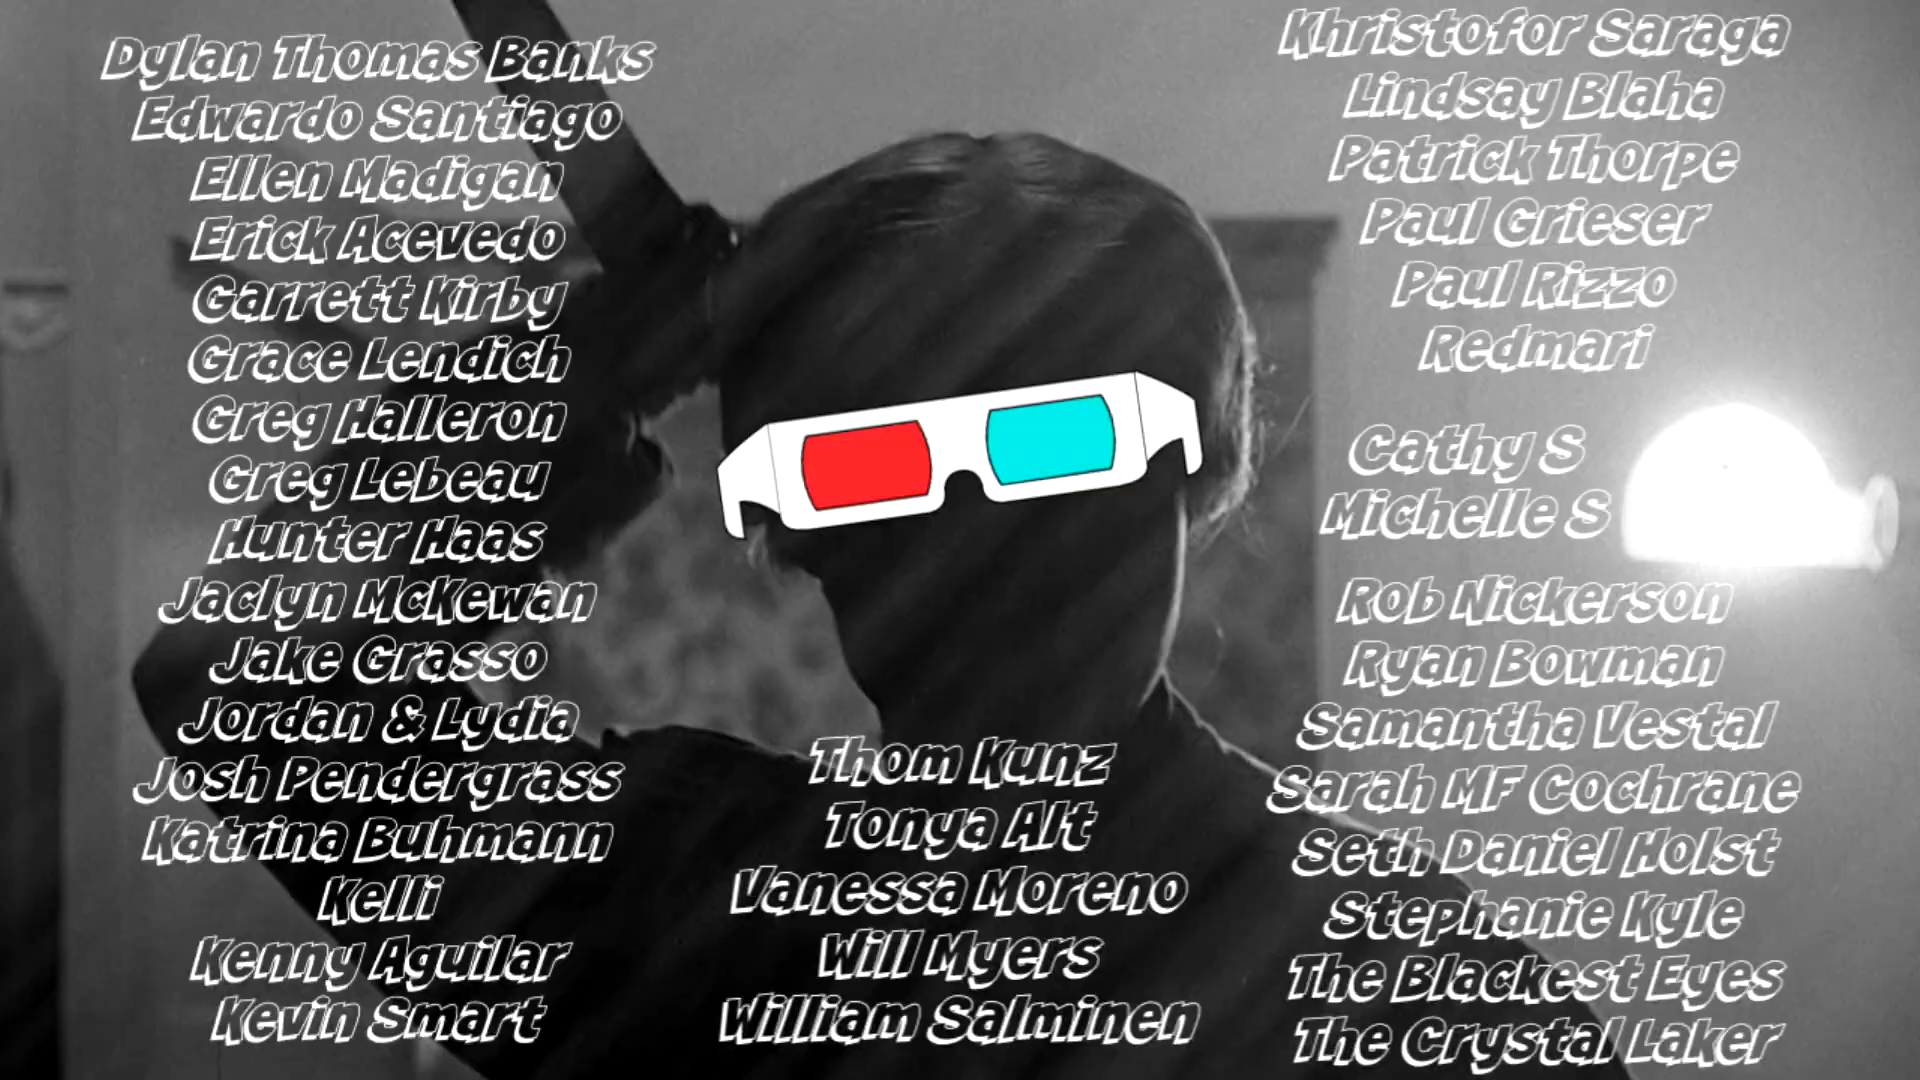 Dylan Thomas Banks
Edwardo Santiago
Ellen Madigan
Erick Acevedo
Garrett Kirby
Grace Lendich
Greg Halleron
Greg Lebeau
Hunter Haas
Jaclyn McKewan
Jake Grasso
Jordan & Lydia
Josh Pendergrass
Katrina Buhmann
Kelli
Kenny Aguilar
Kevin Smart
Thom Kunz
Tonya Alt
Vanessa Moreno
Will Myers
William Salminen
Khristofor Saraga
Lindsay Blaha
Patrick Thorpe
Paul Grieser
Paul Rizzo
Redmari
Cathy S
Michelle S
Rob Nickerson
Ryan Bowman
Samantha Vestal
Sarah MF Cochrane
Seth Daniel Holst
Stephanie Kyle
The Blackest Eyes
The Crystal Laker